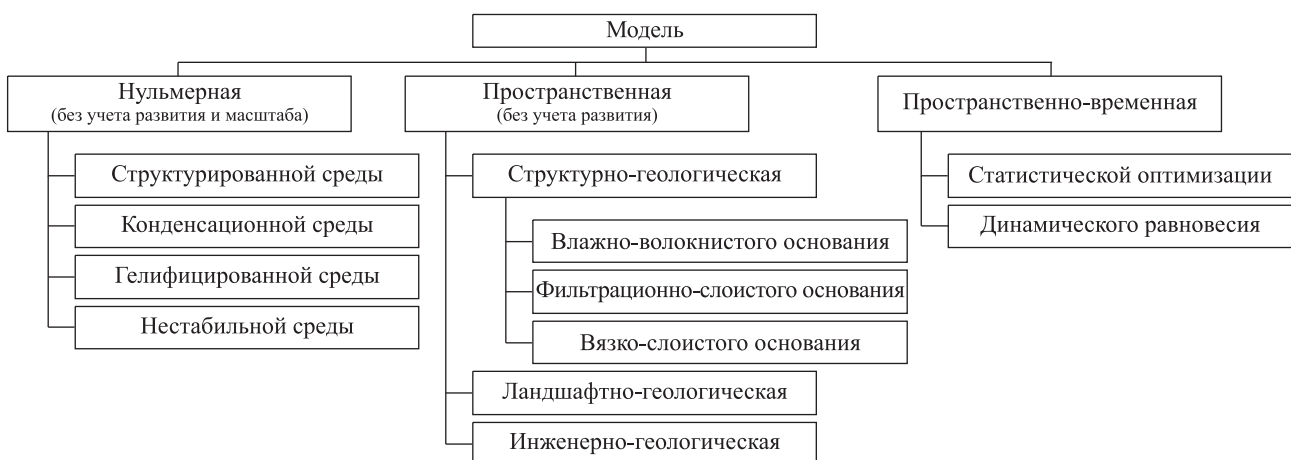 Модель
Нульмерная
(без учета развития и масштаба)
Структурированной среды
Конденсационной среды
Гелифицированной среды
Нестабильной среды
Пространственная
(без учета развития)
Структурно-геологическая
Влажно-волокнистого основания
Фильтрационно-слоистого основания
Вязко-слоистого основания
Ландшафтно-геологическая
Инженерно-геологическая
Пространственно-временная
Статистической оптимизации
Динамического равновесия